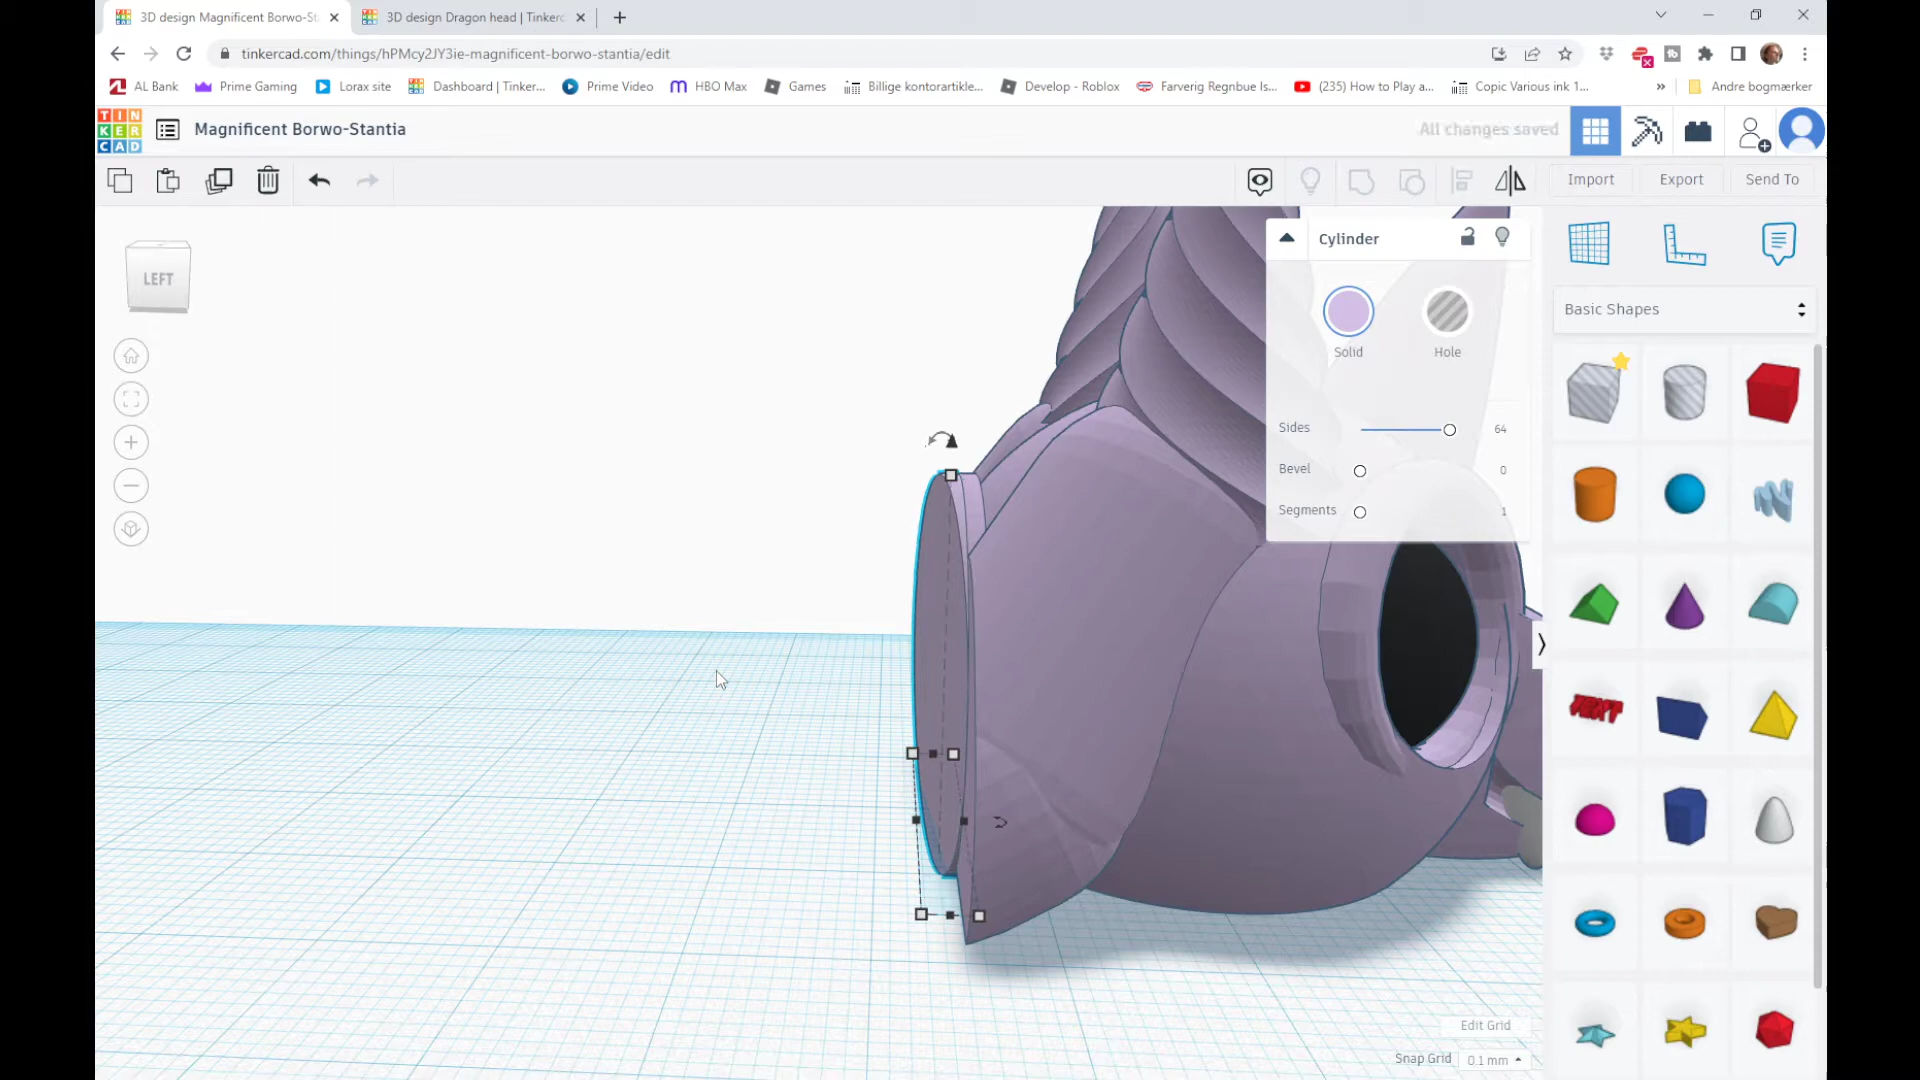 3D design Magnificent Borwo-St
3D design Dragon head | Tinkerc
tinkercad.com/things/hPMcy2JY3ie-magnificent-borwo-stantia/edit
AL Bank
Prime Gaming
Lorax site
Dashboard | Tinker...
Prime Video
HBO Max
Games
Billige kontorartikle...
Develop - Roblox
Farverig Regnbue Is...
(235) How to Play a...
Copic Various ink 1...
»
Andre bogmærker
TIN
KER
CAD
Magnificent Borwo-Stantia
All changes saved
Import
Export
Send To
LEFT
Cylinder
Solid
Hole
Sides
64
Bevel
0
Segments
1
Basic Shapes
TEXT
Edit Grid
Snap Grid
0.1 mm